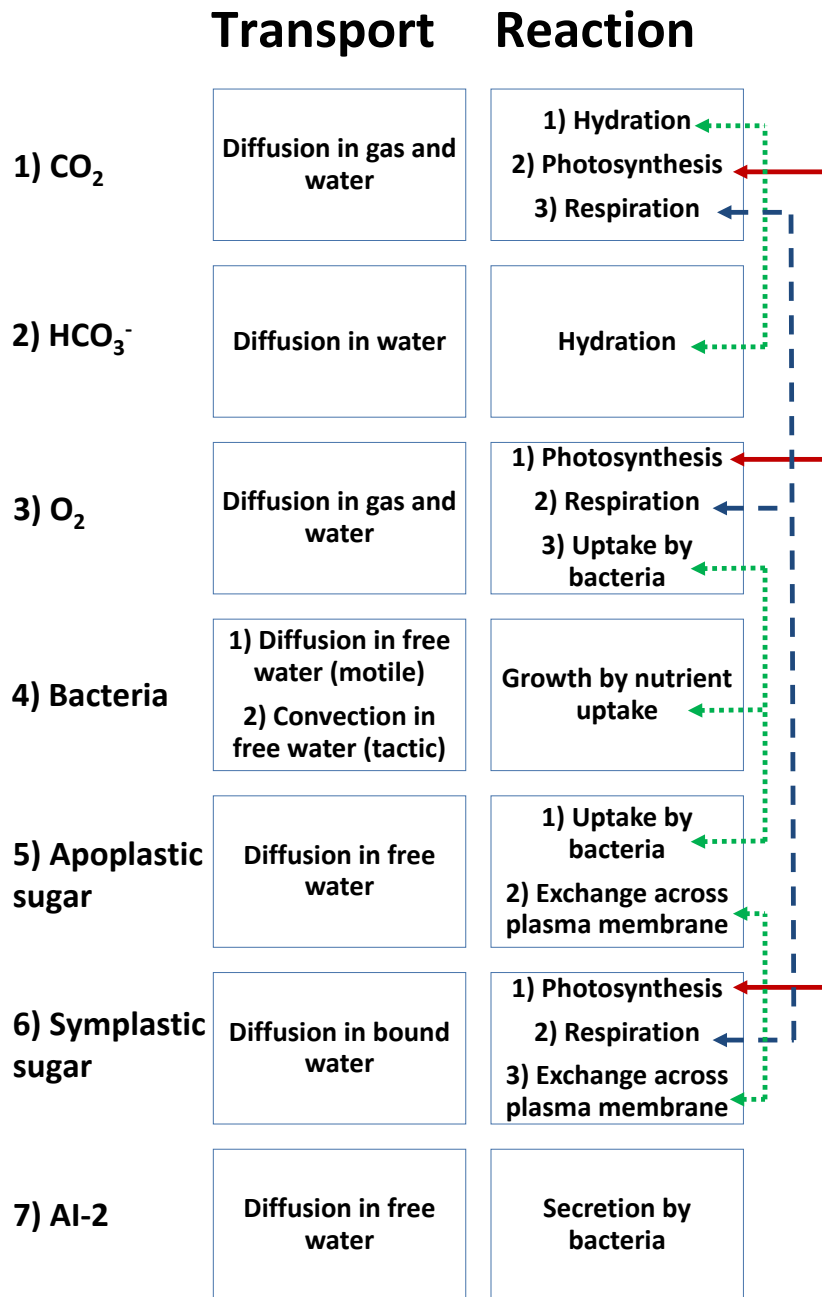 Transport Reaction
1) CO₂
Diffusion in gas and
water
1) Hydration
2) Photosynthesis
3) Respiration
2) HCO₃⁻
Diffusion in water
Hydration
3) O₂
Diffusion in gas and
water
1) Photosynthesis
2) Respiration
3) Uptake by
bacteria
4) Bacteria
1) Diffusion in free
water (motile)
2) Convection in
free water (tactic)
Growth by nutrient
uptake
5) Apoplastic
sugar
Diffusion in free
water
1) Uptake by
bacteria
2) Exchange across
plasma membrane
6) Symplastic
sugar
Diffusion in bound
water
1) Photosynthesis
2) Respiration
3) Exchange across
plasma membrane
7) AI-2
Diffusion in free
water
Secretion by
bacteria